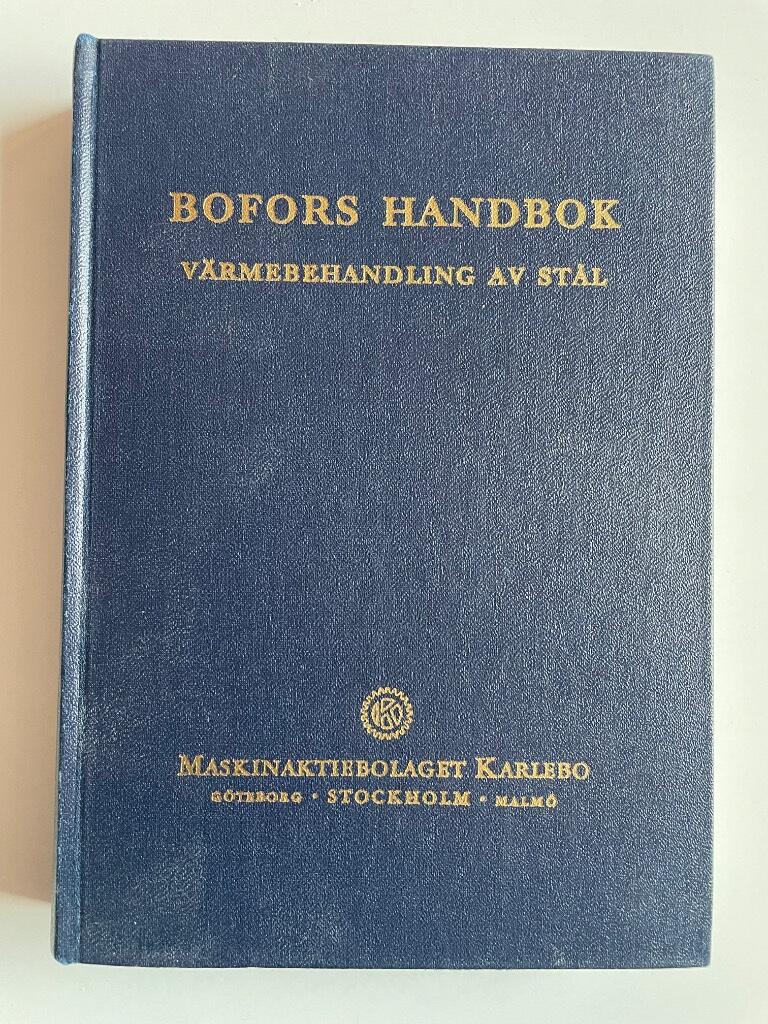 BOFORS HANDBOK
VÄRMEBEHANDLING AV STÅL
MASKINAKTIEBOLAGET KARLEBO
GÖTEBORG · STOCKHOLM · MALMÖ